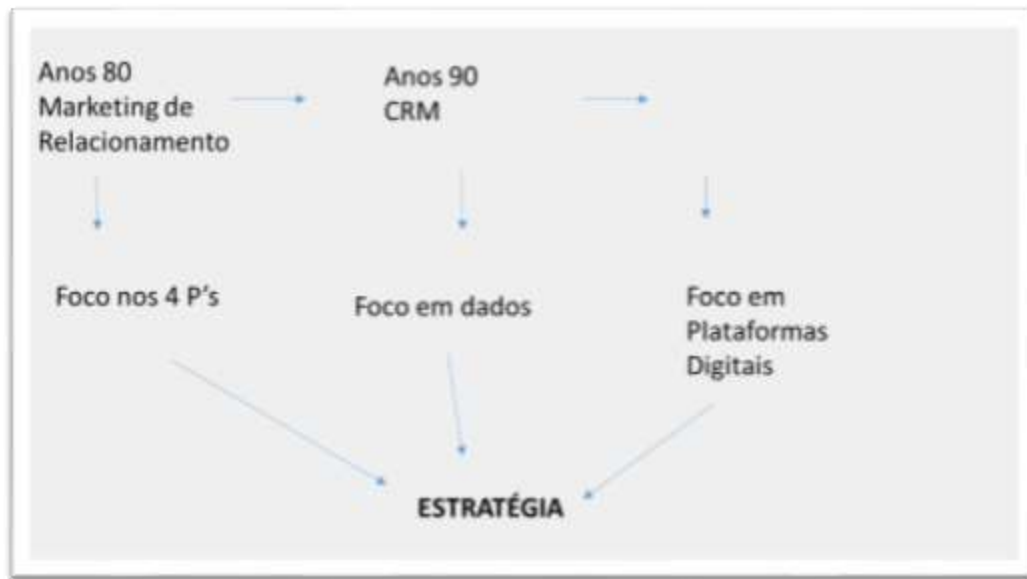 Anos 80
Marketing de
Relacionamento
Anos 90
CRM
Foco nos 4 P's
Foco em dados
Foco em
Plataformas
Digitais
ESTRATÉGIA